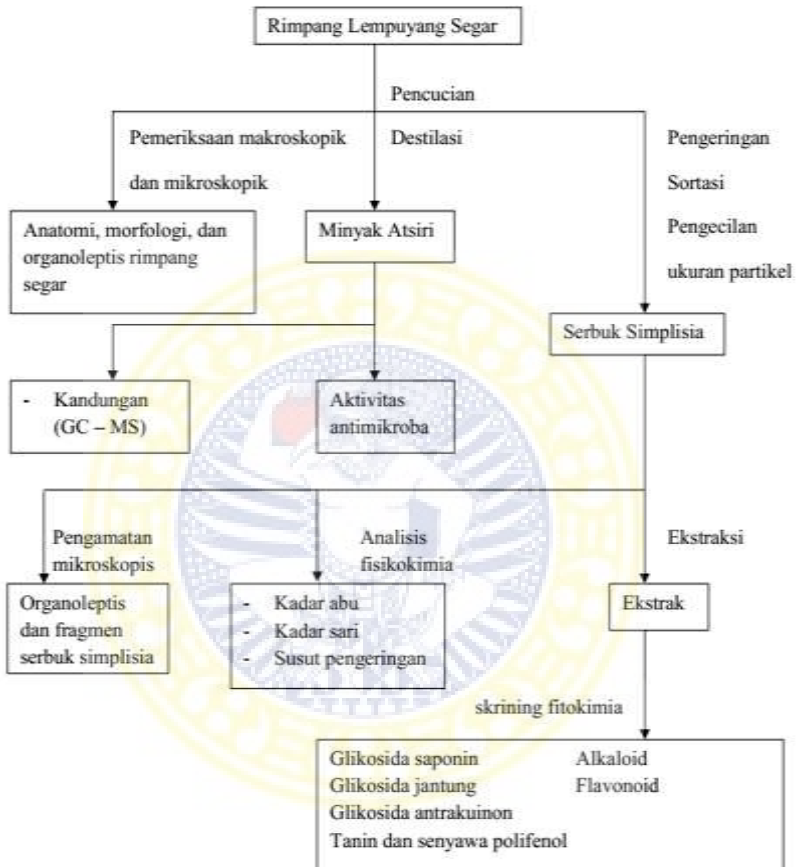 Rimpang Lempuyang Segar
Pencucian
Pemeriksaan makroskopik
dan mikroskopik
Destilasi
Pengeringan
Sortasi
Pengecilan
ukuran partikel
Anatomi, morfologi, dan
organoleptis rimpang
segar
Minyak Atsiri
Serbuk Simplisia
- Kandungan
(GC – MS)
Aktivitas
antimikroba
Pengamatan
mikroskopis
Analisis
fisikokimia
Ekstraksi
Organoleptis
dan fragmen
serbuk simplisia
- Kadar abu
- Kadar sari
- Susut pengeringan
Ekstrak
skrining fitokimia
Glikosida saponin Alkaloid
Glikosida jantung Flavonoid
Glikosida antrakuinon
Tanin dan senyawa polifenol